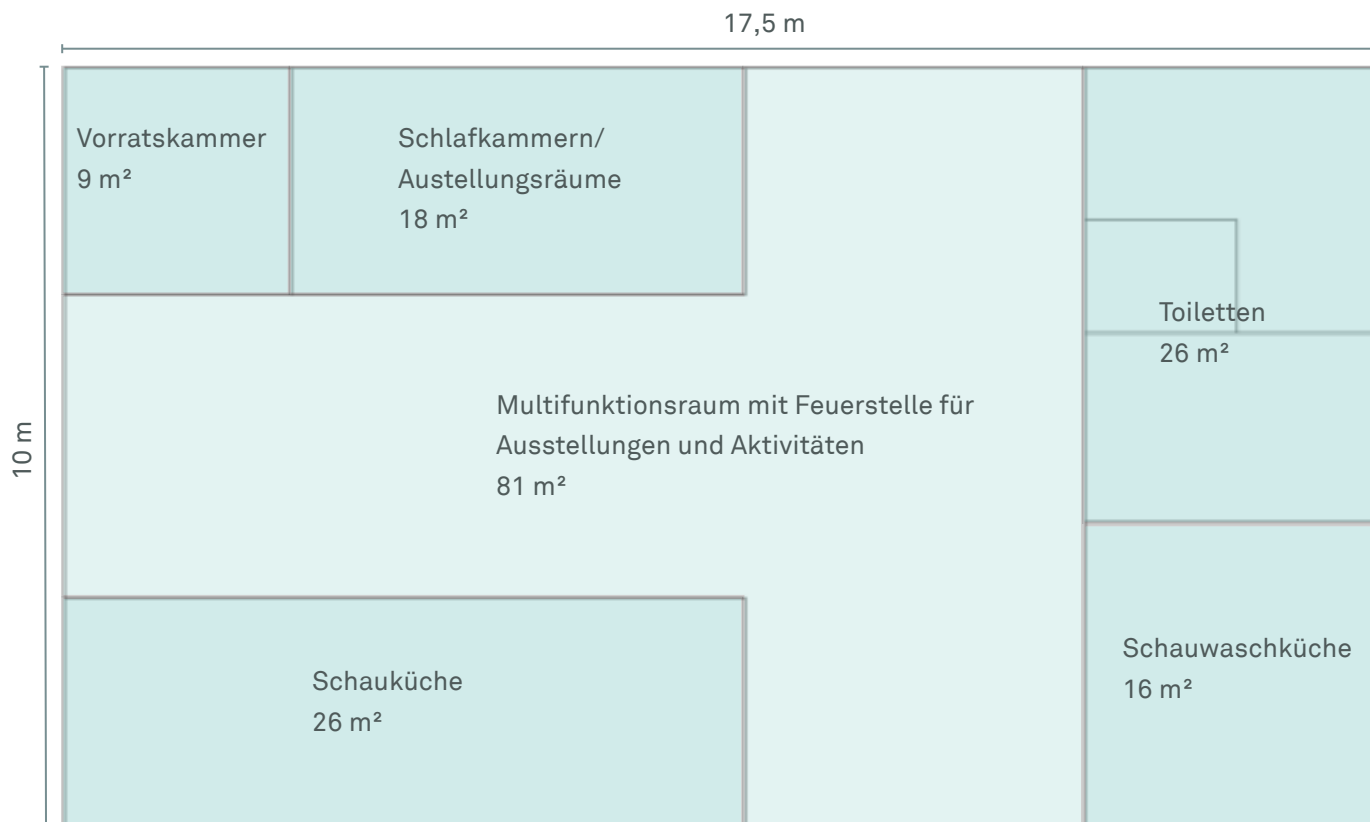 17,5 m
Vorratskammer
9 m²
Schlafkammern/
Austellungsräume
18 m²
Toiletten
26 m²
10 m
Multifunktionsraum mit Feuerstelle für
Ausstellungen und Aktivitäten
81 m²
Schauküche
26 m²
Schauwaschküche
16 m²